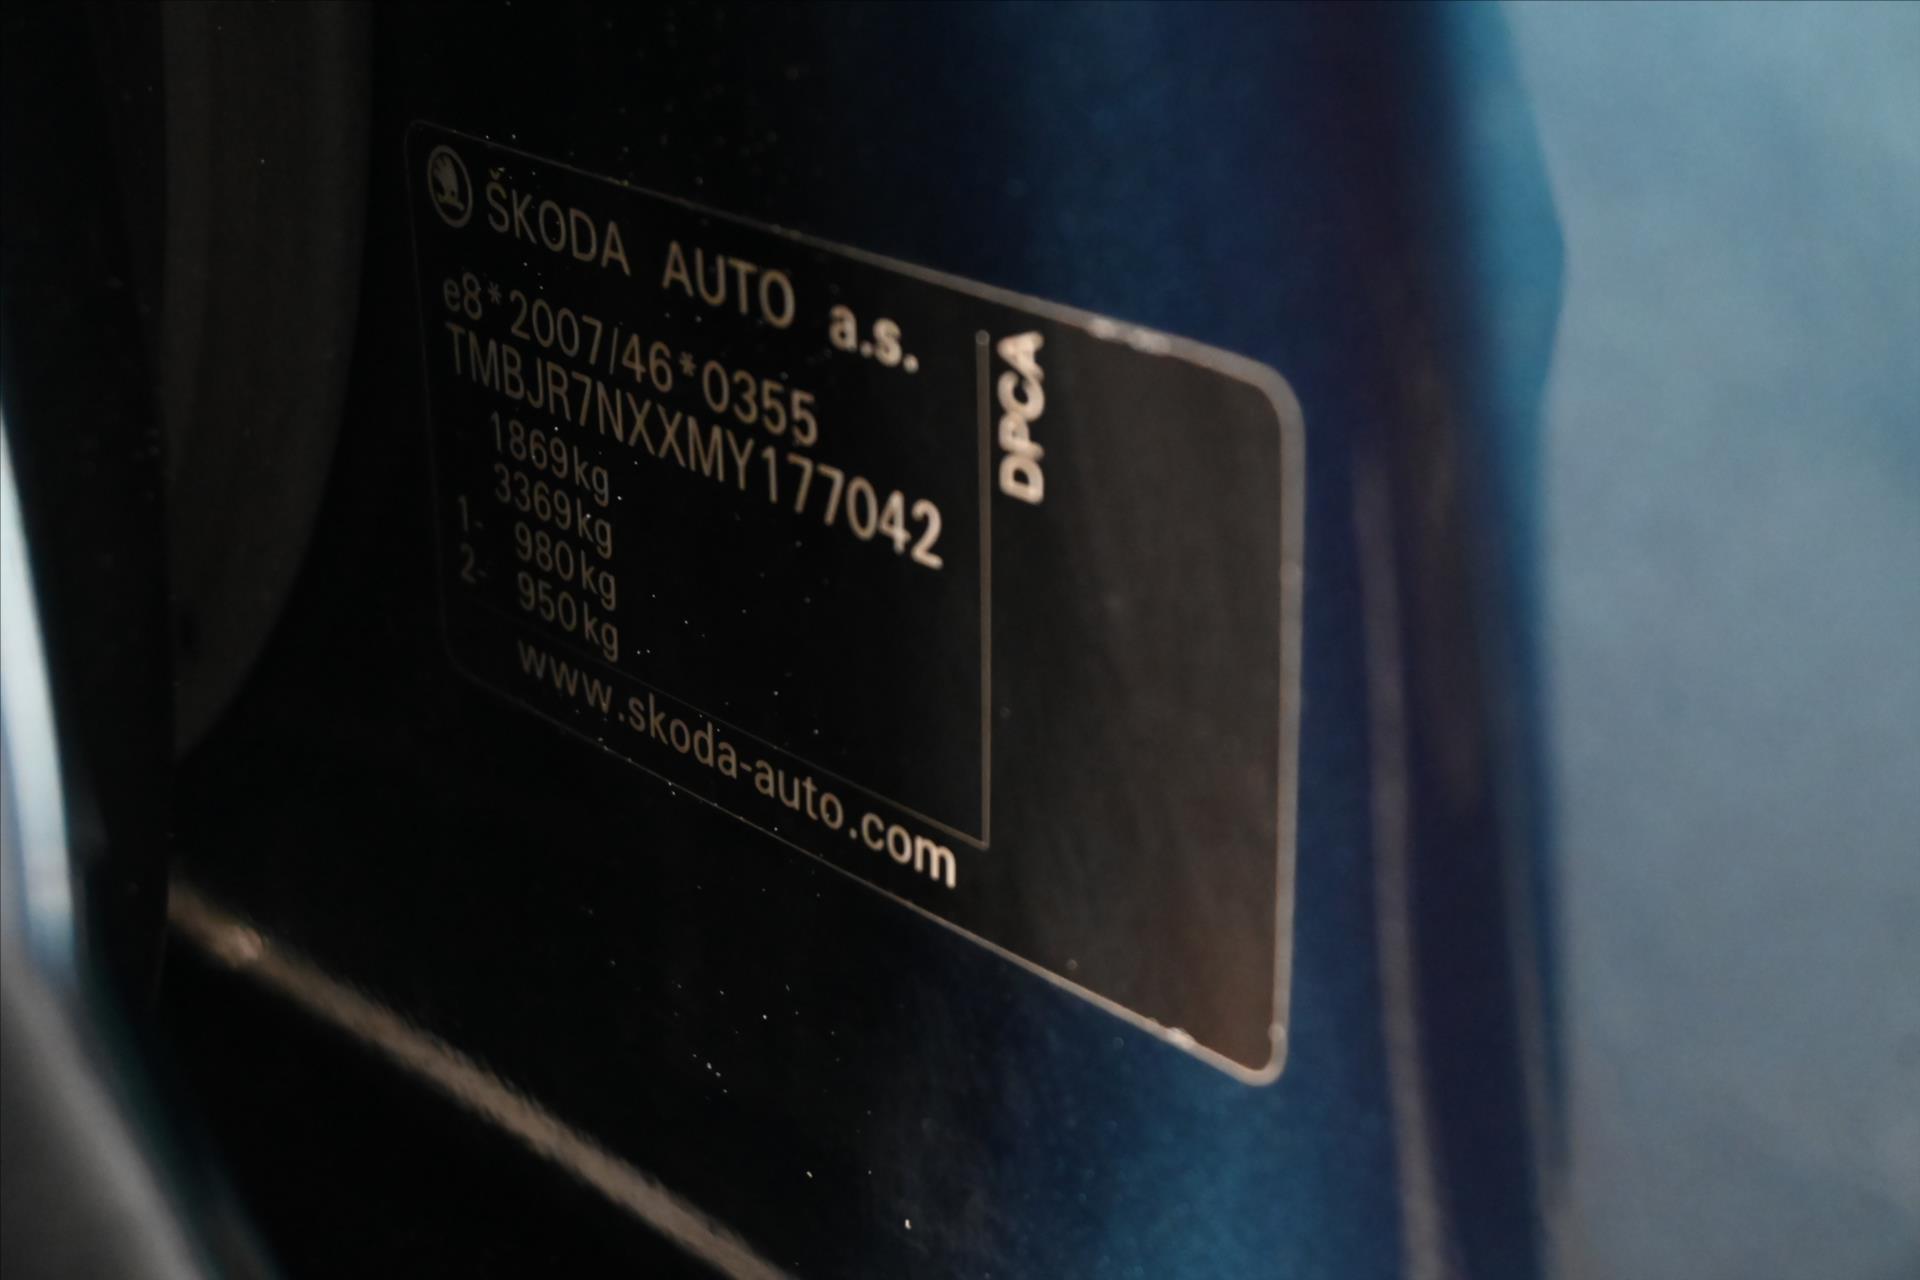 ŠKODA AUTO a.s.
e8*2007/46*0355
TMBJR7NXXMY177042
1869kg
3369kg
1- 980kg
2- 950kg
www.skoda-auto.com
DPCA